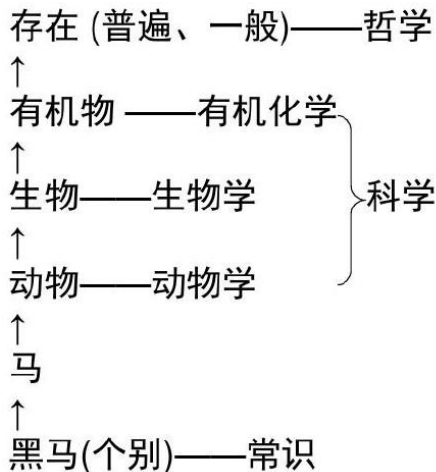 存在 (普遍、一般)——哲学
↑
有机物 ——有机化学
↑
生物——生物学
科学
↑
动物——动物学
↑
马
↑
黑马(个别)——常识